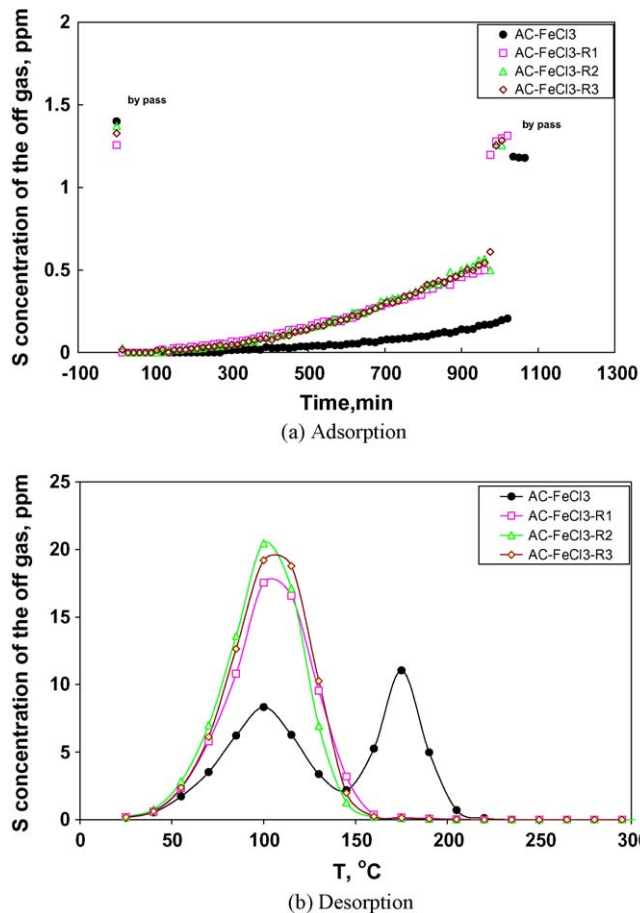 2
1.5
1
0.5
0
S concentration of the off gas, ppm
by pass
by pass
AC-FeCl3
AC-FeCl3-R1
AC-FeCl3-R2
AC-FeCl3-R3
-100 100 300 500 700 900 1100 1300
Time,min
(a) Adsorption
25
20
15
10
5
0
S concentration of the off gas, ppm
AC-FeCl3
AC-FeCl3-R1
AC-FeCl3-R2
AC-FeCl3-R3
0 50 100 150 200 250 300
T, °C
(b) Desorption